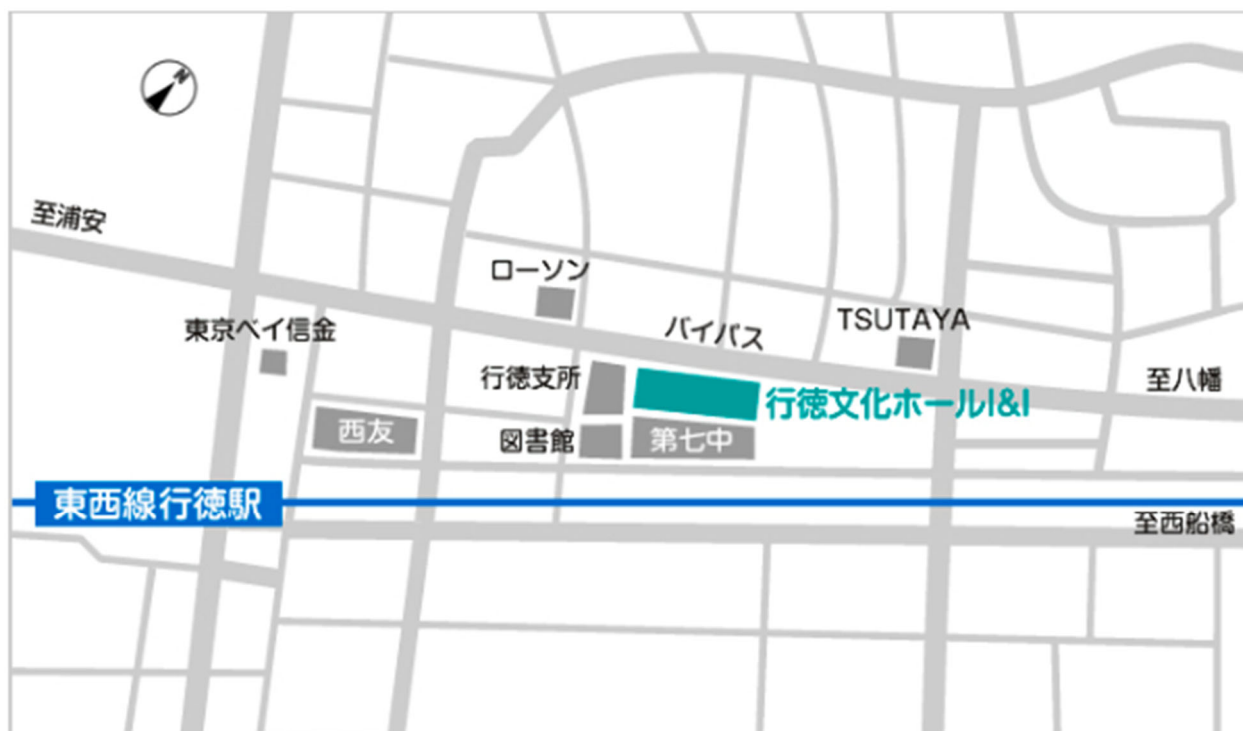 N
至浦安
ローソン
東京ベイ信金
バイパス
TSUTAYA
行徳支所
至八幡
行徳文化ホールI&I
西友
図書館
第七中
東西線行徳駅
至西船橋